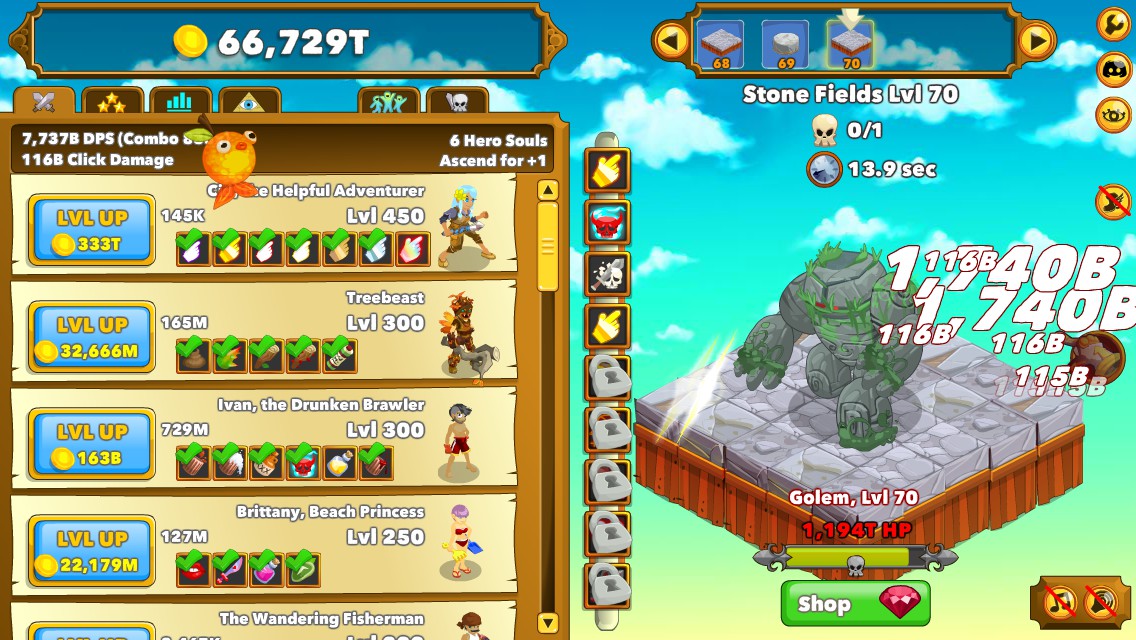 66,729T
68
69
70
Stone Fields Lvl 70
0/1
13.9 sec
7,737B DPS (Combo
116B Click Damage
6 Hero Souls
Ascend for +1
Helpful Adventurer
LVL UP
333T
145K
Lvl 450
Treebeast
LVL UP
32,666M
165M
Lvl 300
Ivan, the Drunken Brawler
LVL UP
163B
729M
Lvl 300
Brittany, Beach Princess
LVL UP
22,179M
127M
Lvl 250
The Wandering Fisherman
1,740B
116B
1,740B
116B
116B
115B
Golem, Lvl 70
1,194T HP
Shop